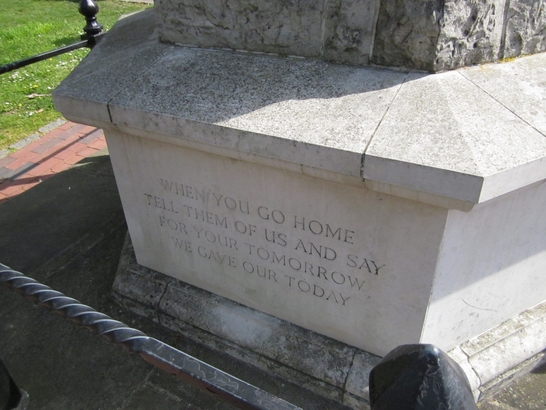 WHEN YOU GO HOME
TELL THEM OF US AND SAY
FOR YOUR TOMORROW
WE GAVE OUR TODAY